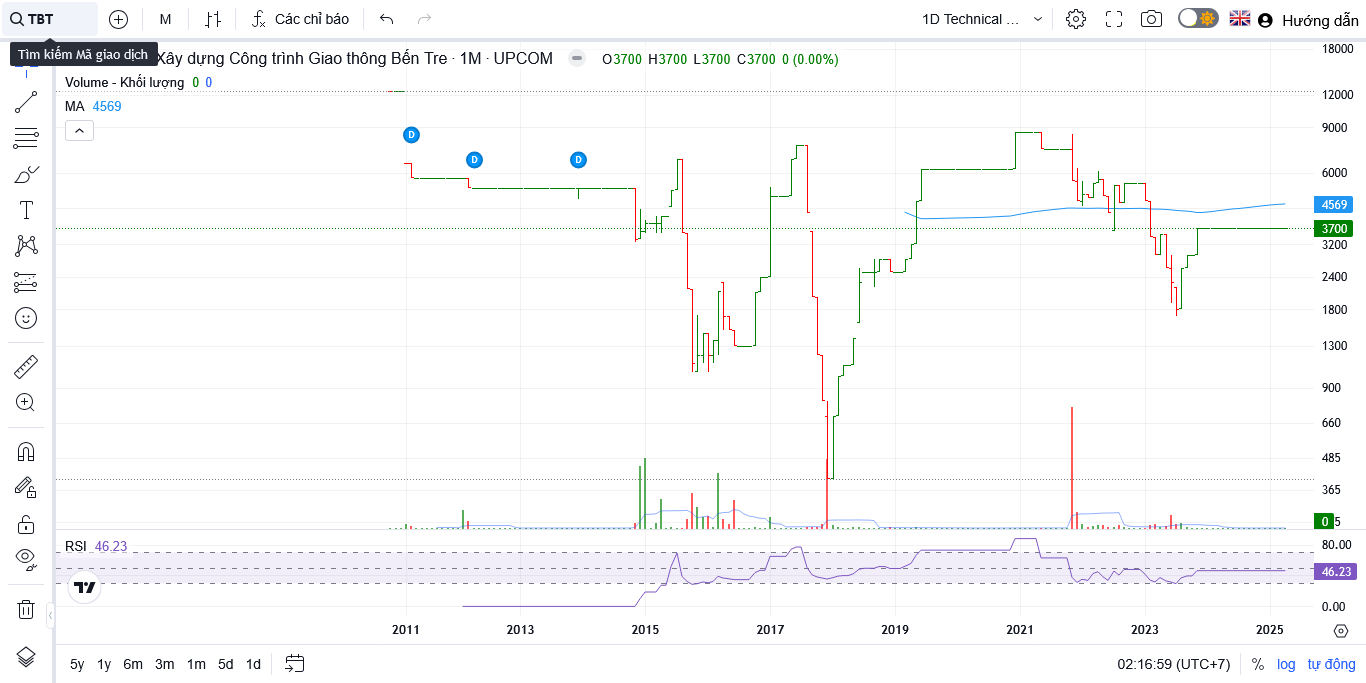 TBT M Các chỉ báo 1D Technical ... Hướng dẫn
Tìm kiếm Mã giao dịch
Xây dựng Công trình Giao thông Bến Tre · 1M · UPCOM O3700 H3700 L3700 C3700 0 (0.00%)
Volume - Khối lượng 0 0
MA 4569
D
D D
18000
12000
9000
6000
4569
3700
3200
2400
1800
1300
900
660
485
365
0 5
RSI 46.23
80.00
46.23
0.00
2011 2013 2015 2017 2019 2021 2023 2025
5y 1y 6m 3m 1m 5d 1d 02:16:59 (UTC+7) % log tự động